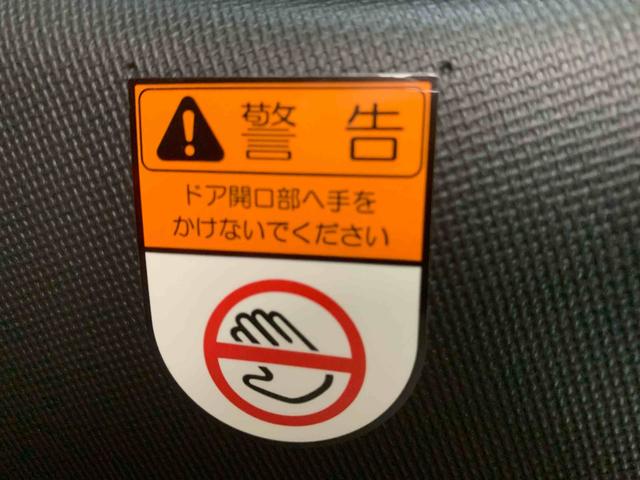 警告
ドア開口部へ手を
かけないでください